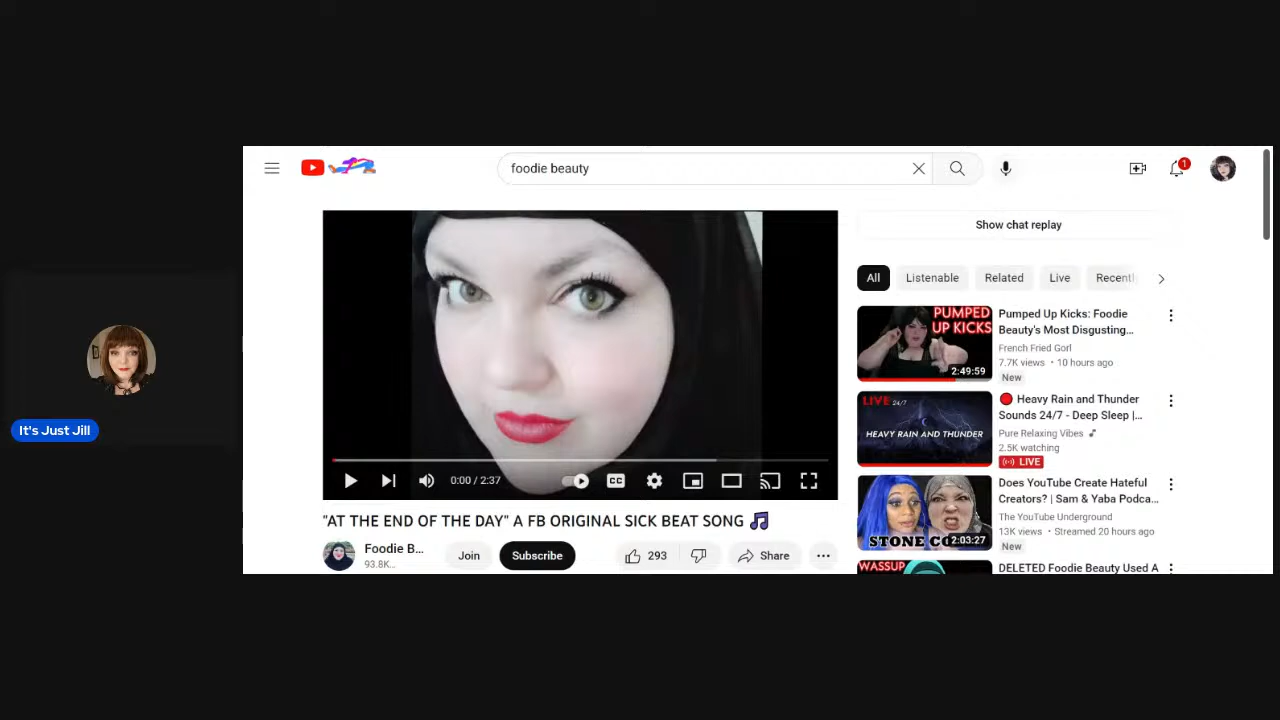 foodie beauty
1
Show chat replay
All
Listenable
Related
Live
PUMPED
UP KICKS
2:49:59
Pumped Up Kicks: Foodie
Beauty's Most Disgusting...
French Fried Gorl
7.7K views • 10 hours ago
New
LIVE 24/7
HEAVY RAIN AND THUNDER
Heavy Rain and Thunder
Sounds 24/7 - Deep Sleep |...
Pure Relaxing Vibes
2.5K watching
LIVE
STONE CO
2:03:27
Does YouTube Create Hateful
Creators? | Sam & Yaba Podca...
The YouTube Underground
13K views • Streamed 20 hours ago
New
WASSUP
DELETED Foodie Beauty Used A
0:00 / 2:37
CC
"AT THE END OF THE DAY" A FB ORIGINAL SICK BEAT SONG
Foodie B...
93.8K...
Join
Subscribe
293
Share
It's Just Jill